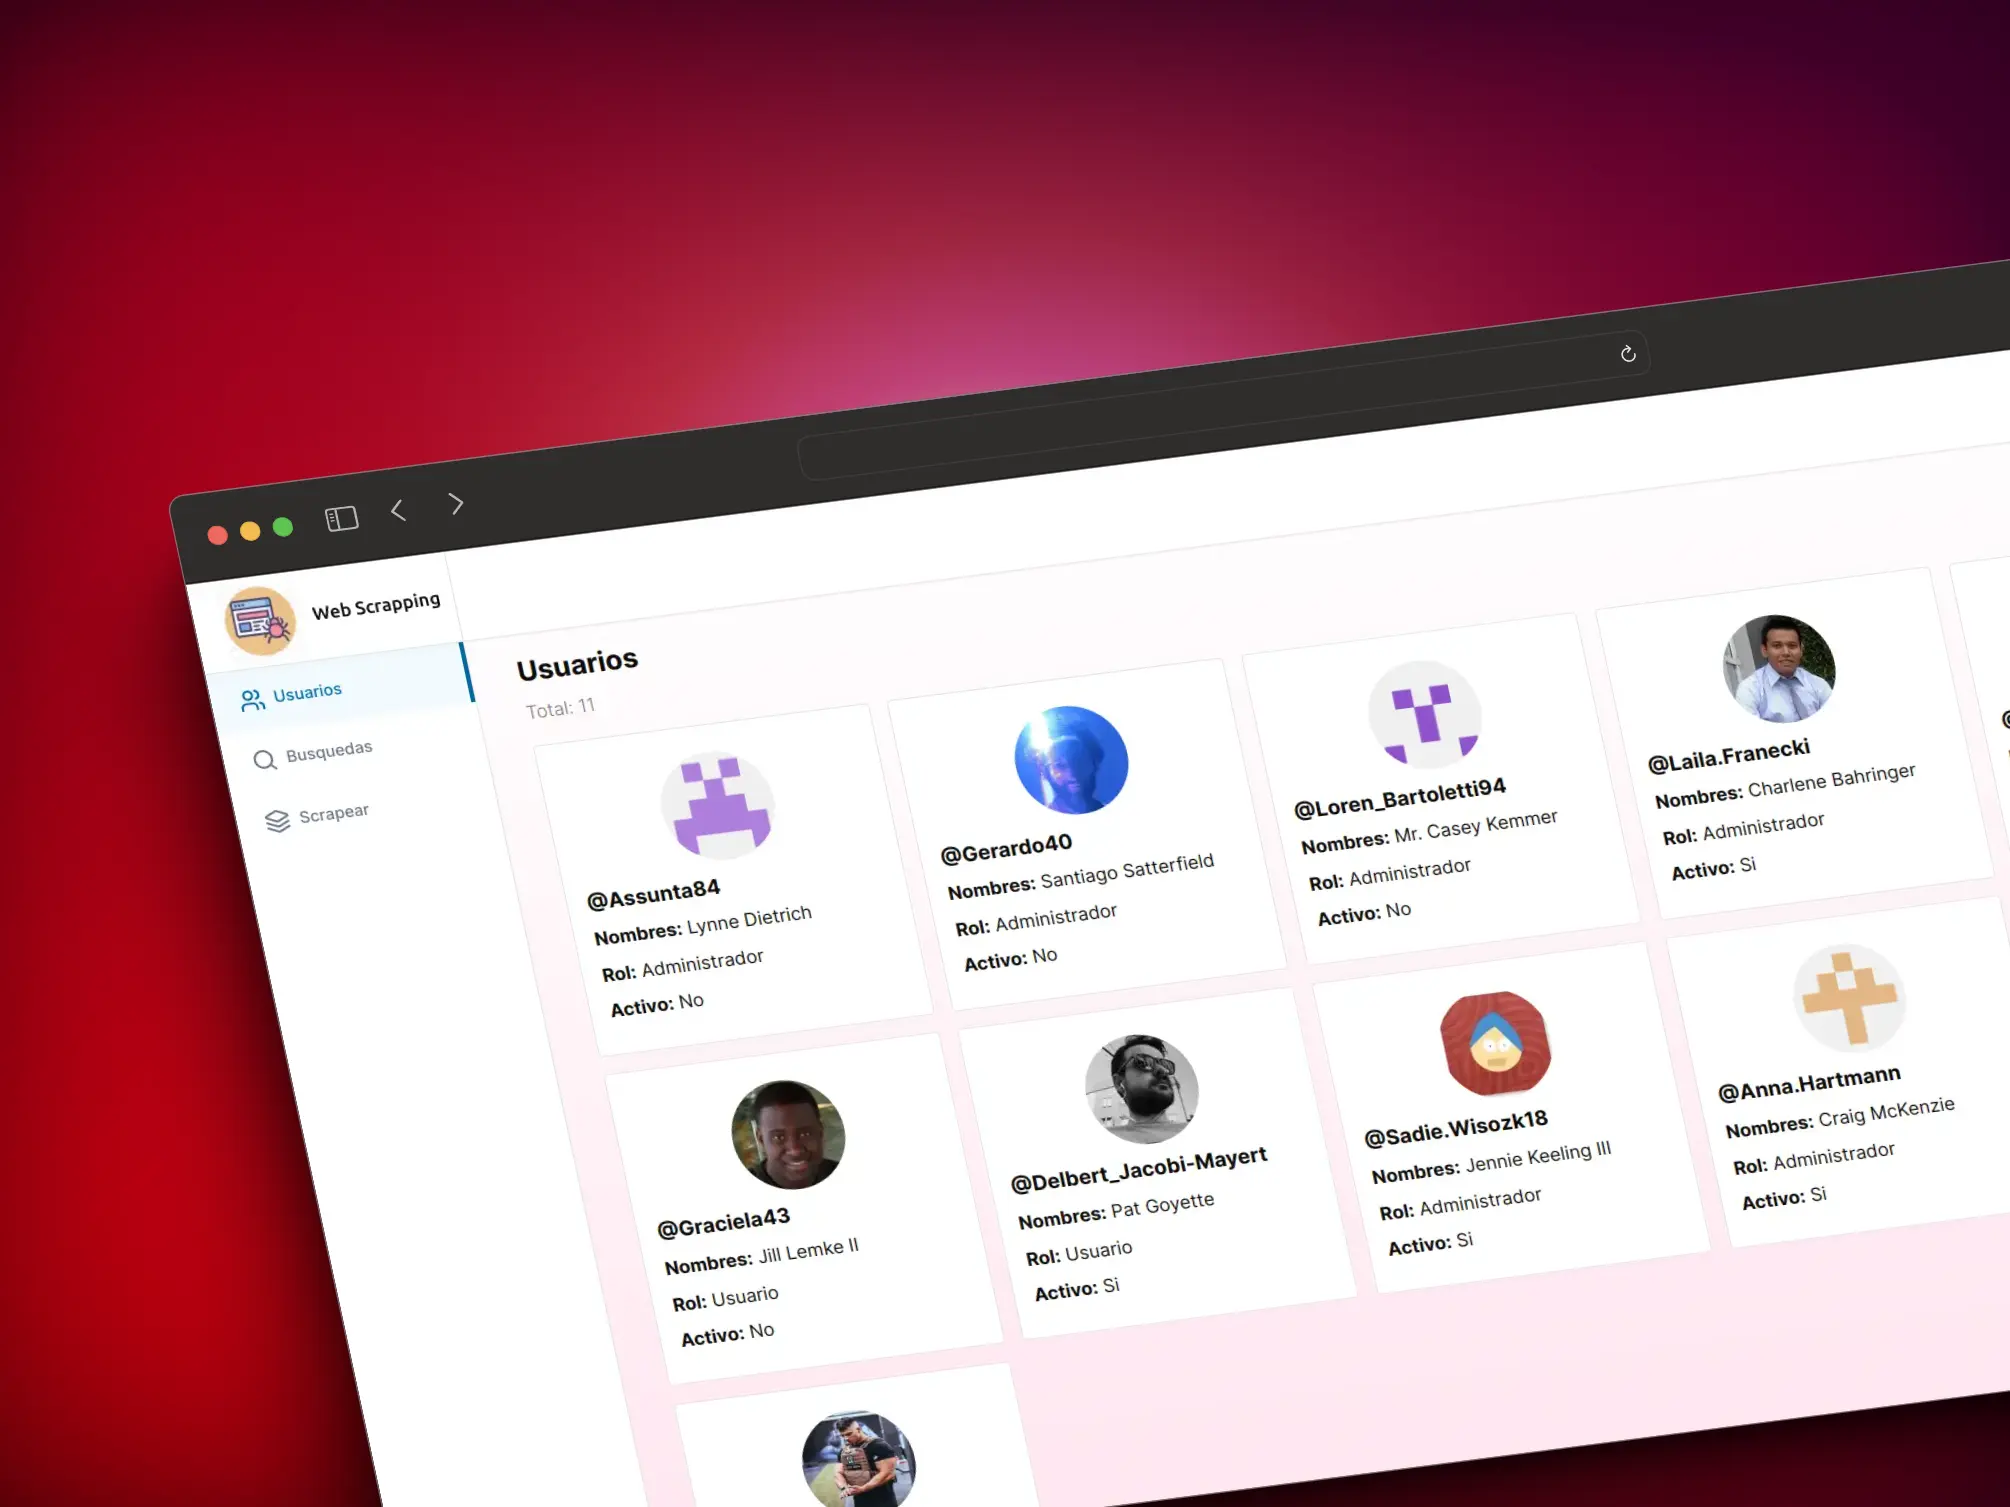 Web Scrapping
Usuarios
Busquedas
Scrapear
Usuarios
Total: 11
@Assunta84
Nombres: Lynne Dietrich
Rol: Administrador
Activo: No
@Gerardo40
Nombres: Santiago Satterfield
Rol: Administrador
Activo: No
@Loren_Bartoletti94
Nombres: Mr. Casey Kemmer
Rol: Administrador
Activo: No
@Laila.Franecki
Nombres: Charlene Bahringer
Rol: Administrador
Activo: Si
@Graciela43
Nombres: Jill Lemke II
Rol: Usuario
Activo: No
@Delbert_Jacobi-Mayert
Nombres: Pat Goyette
Rol: Usuario
Activo: Si
@Sadie.Wisozk18
Nombres: Jennie Keeling III
Rol: Administrador
Activo: Si
@Anna.Hartmann
Nombres: Craig McKenzie
Rol: Administrador
Activo: Si